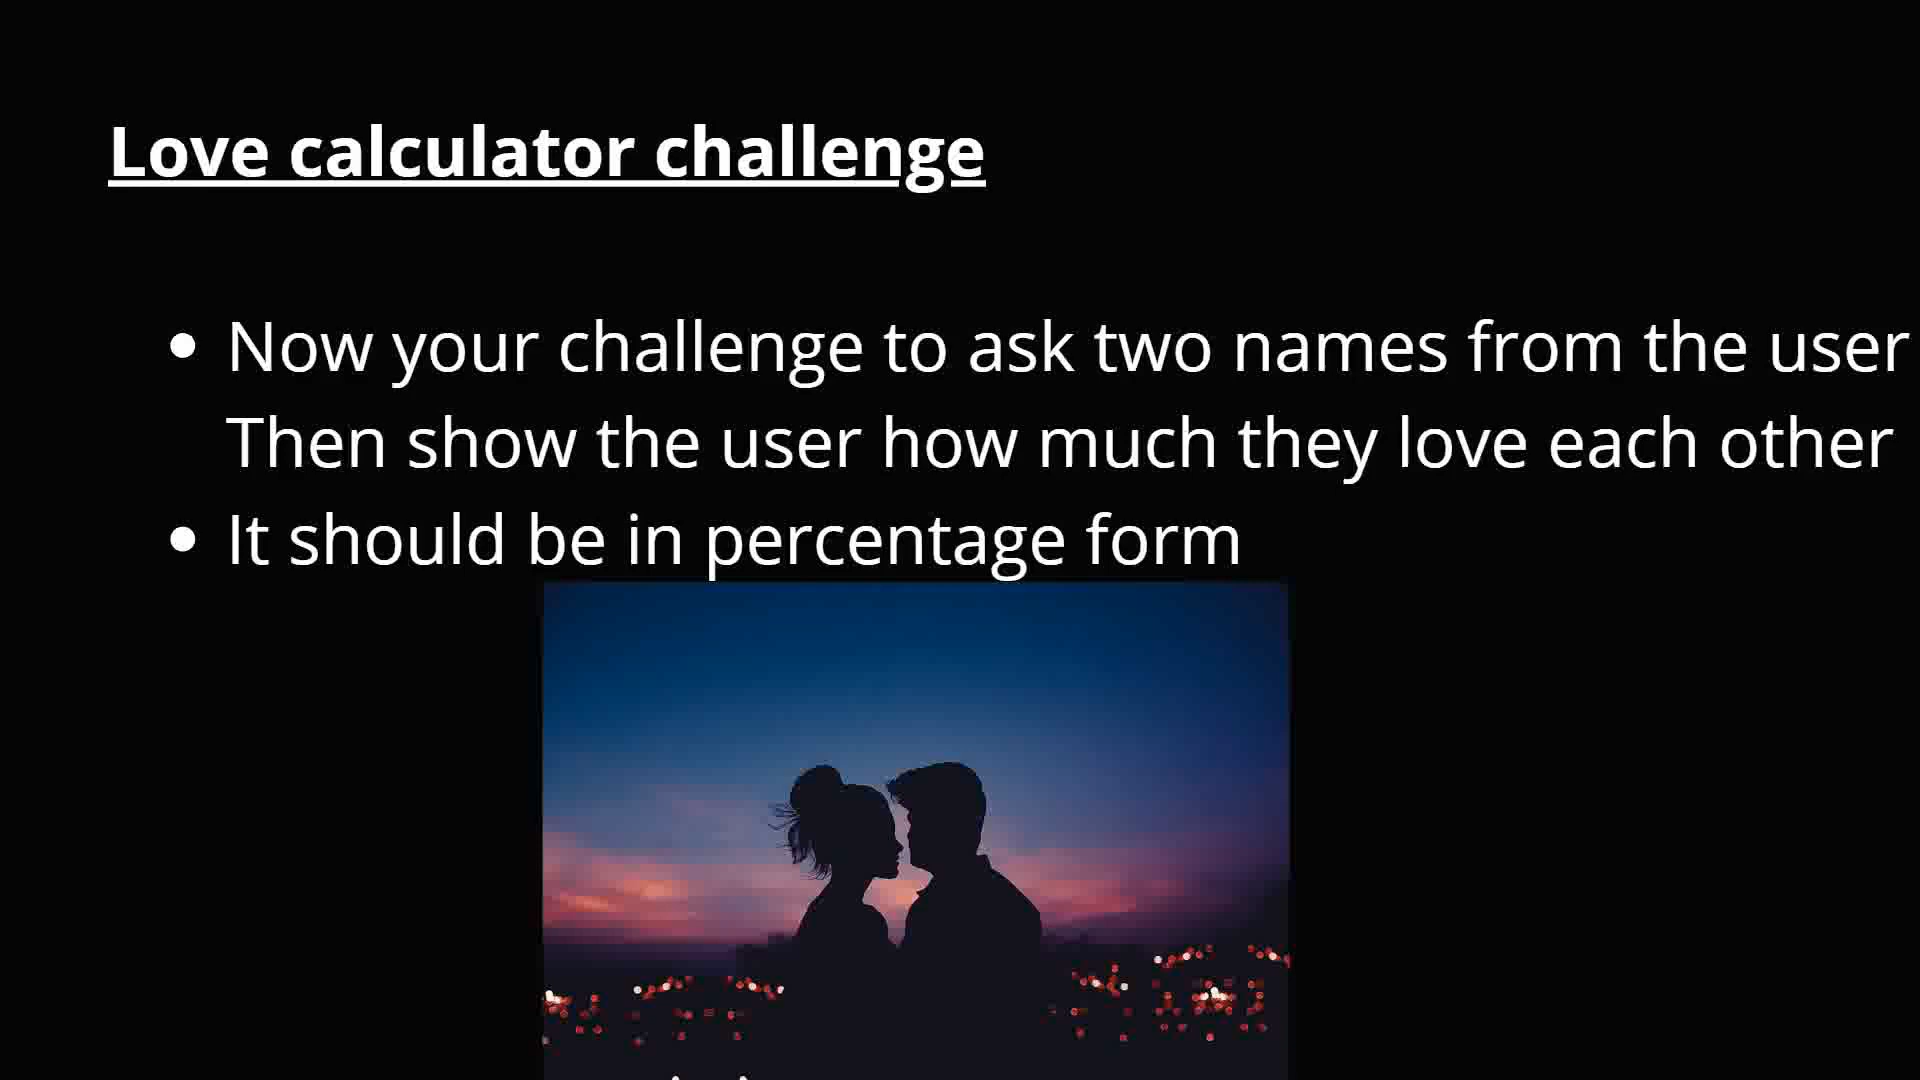 Love calculator challenge
Now your challenge to ask two names from the user
Then show the user how much they love each other
It should be in percentage form